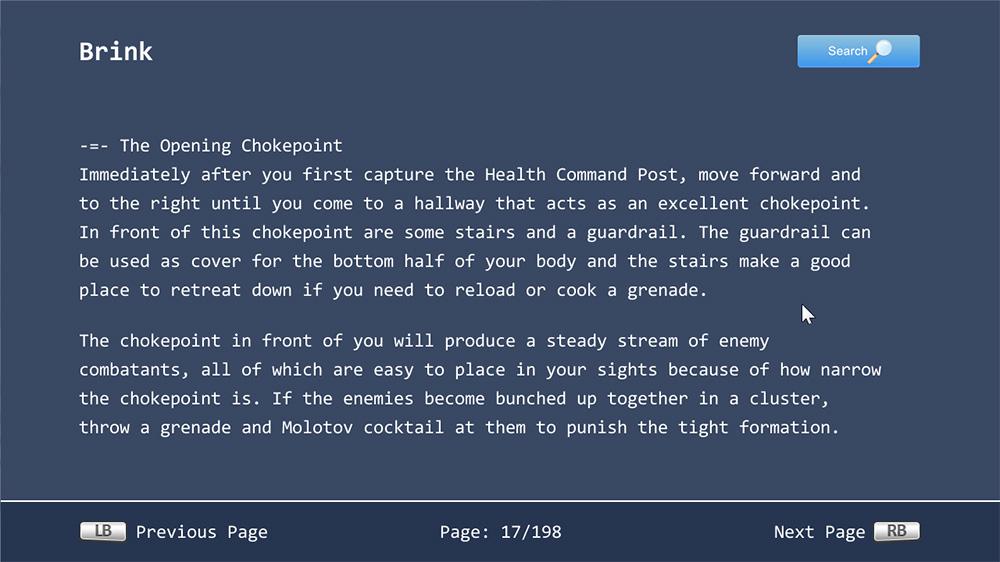 Brink
Search
-=- The Opening Chokepoint
Immediately after you first capture the Health Command Post, move forward and
to the right until you come to a hallway that acts as an excellent chokepoint.
In front of this chokepoint are some stairs and a guardrail. The guardrail can
be used as cover for the bottom half of your body and the stairs make a good
place to retreat down if you need to reload or cook a grenade.
The chokepoint in front of you will produce a steady stream of enemy
combatants, all of which are easy to place in your sights because of how narrow
the chokepoint is. If the enemies become bunched up together in a cluster,
throw a grenade and Molotov cocktail at them to punish the tight formation.
LB Previous Page Page: 17/198 Next Page RB